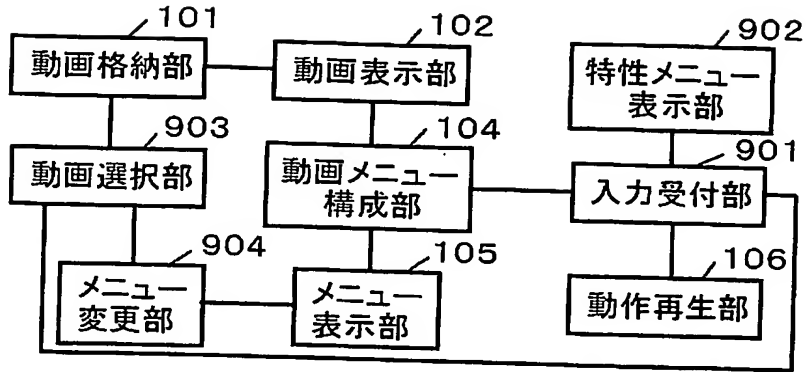 101
動画格納部
102
動画表示部
902
特性メニュー
表示部
903
動画選択部
104
動画メニュー
構成部
901
入力受付部
904
メニュー
変更部
105
メニュー
表示部
106
動作再生部